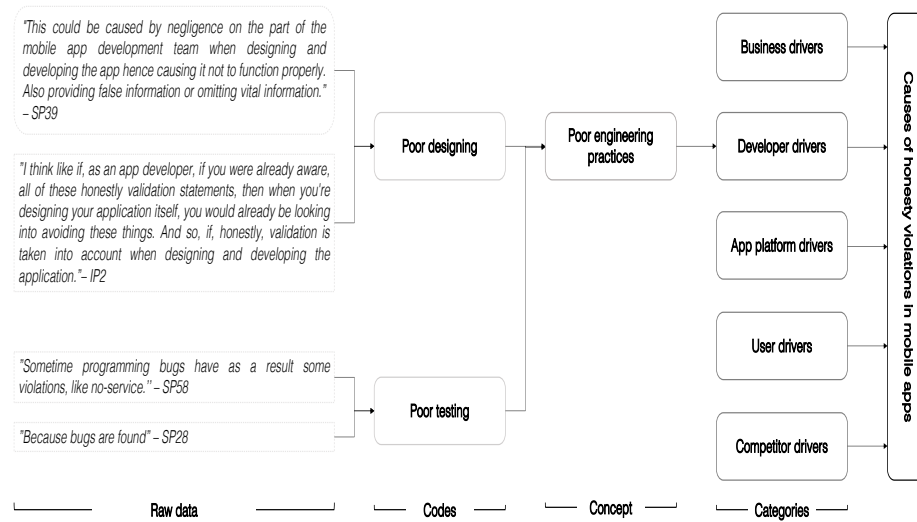 "This could be caused by negligence on the part of the
mobile app development team when designing and
developing the app hence causing it not to function properly.
Also providing false information or omitting vital information."
– SP39
"I think like if, as an app developer, if you were already aware,
all of these honestly validation statements, then when you're
designing your application itself, you would already be looking
into avoiding these things. And so, if, honestly, validation is
taken into account when designing and developing the
application."– IP2
"Sometime programming bugs have as a result some
violations, like no-service.'' – SP58
"Because bugs are found" – SP28
Poor designing
Poor testing
Poor engineering
practices
Business drivers
Developer drivers
App platform drivers
User drivers
Competitor drivers
Causes of honesty violations in mobile apps
Raw data
Codes
Concept
Categories